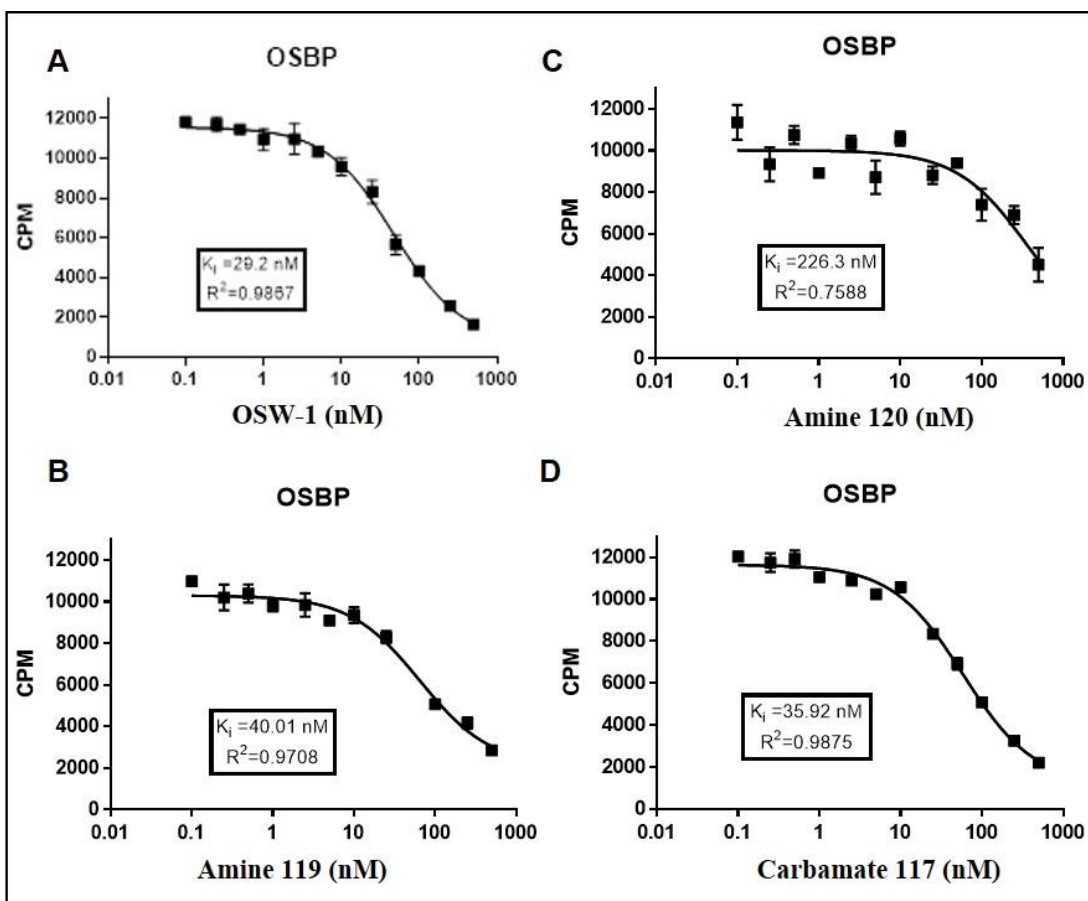 A
OSBP
CPM
12000
10000
8000
6000
4000
2000
0
0.01 0.1 1 10 100 1000
Ki =29.2 nM
R2=0.9867
OSW-1 (nM)
C
OSBP
CPM
12000
10000
8000
6000
4000
2000
0
0.01 0.1 1 10 100 1000
Ki =226.3 nM
R2=0.7588
Amine 120 (nM)
B
OSBP
CPM
12000
10000
8000
6000
4000
2000
0
0.01 0.1 1 10 100 1000
Ki =40.01 nM
R2=0.9708
Amine 119 (nM)
D
OSBP
CPM
12000
10000
8000
6000
4000
2000
0
0.01 0.1 1 10 100 1000
Ki =35.92 nM
R2=0.9875
Carbamate 117 (nM)